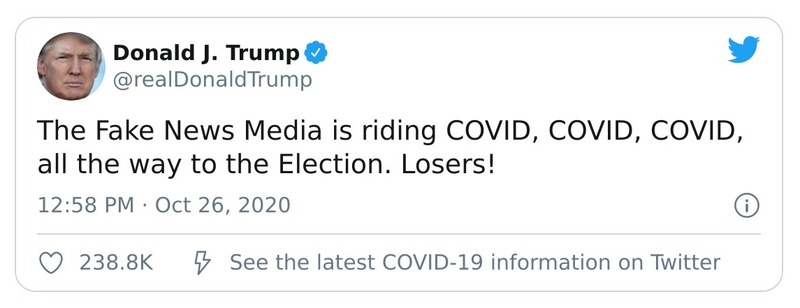 Donald J. Trump
@realDonaldTrump
The Fake News Media is riding COVID, COVID, COVID,
all the way to the Election. Losers!
12:58 PM · Oct 26, 2020
238.8K See the latest COVID-19 information on Twitter